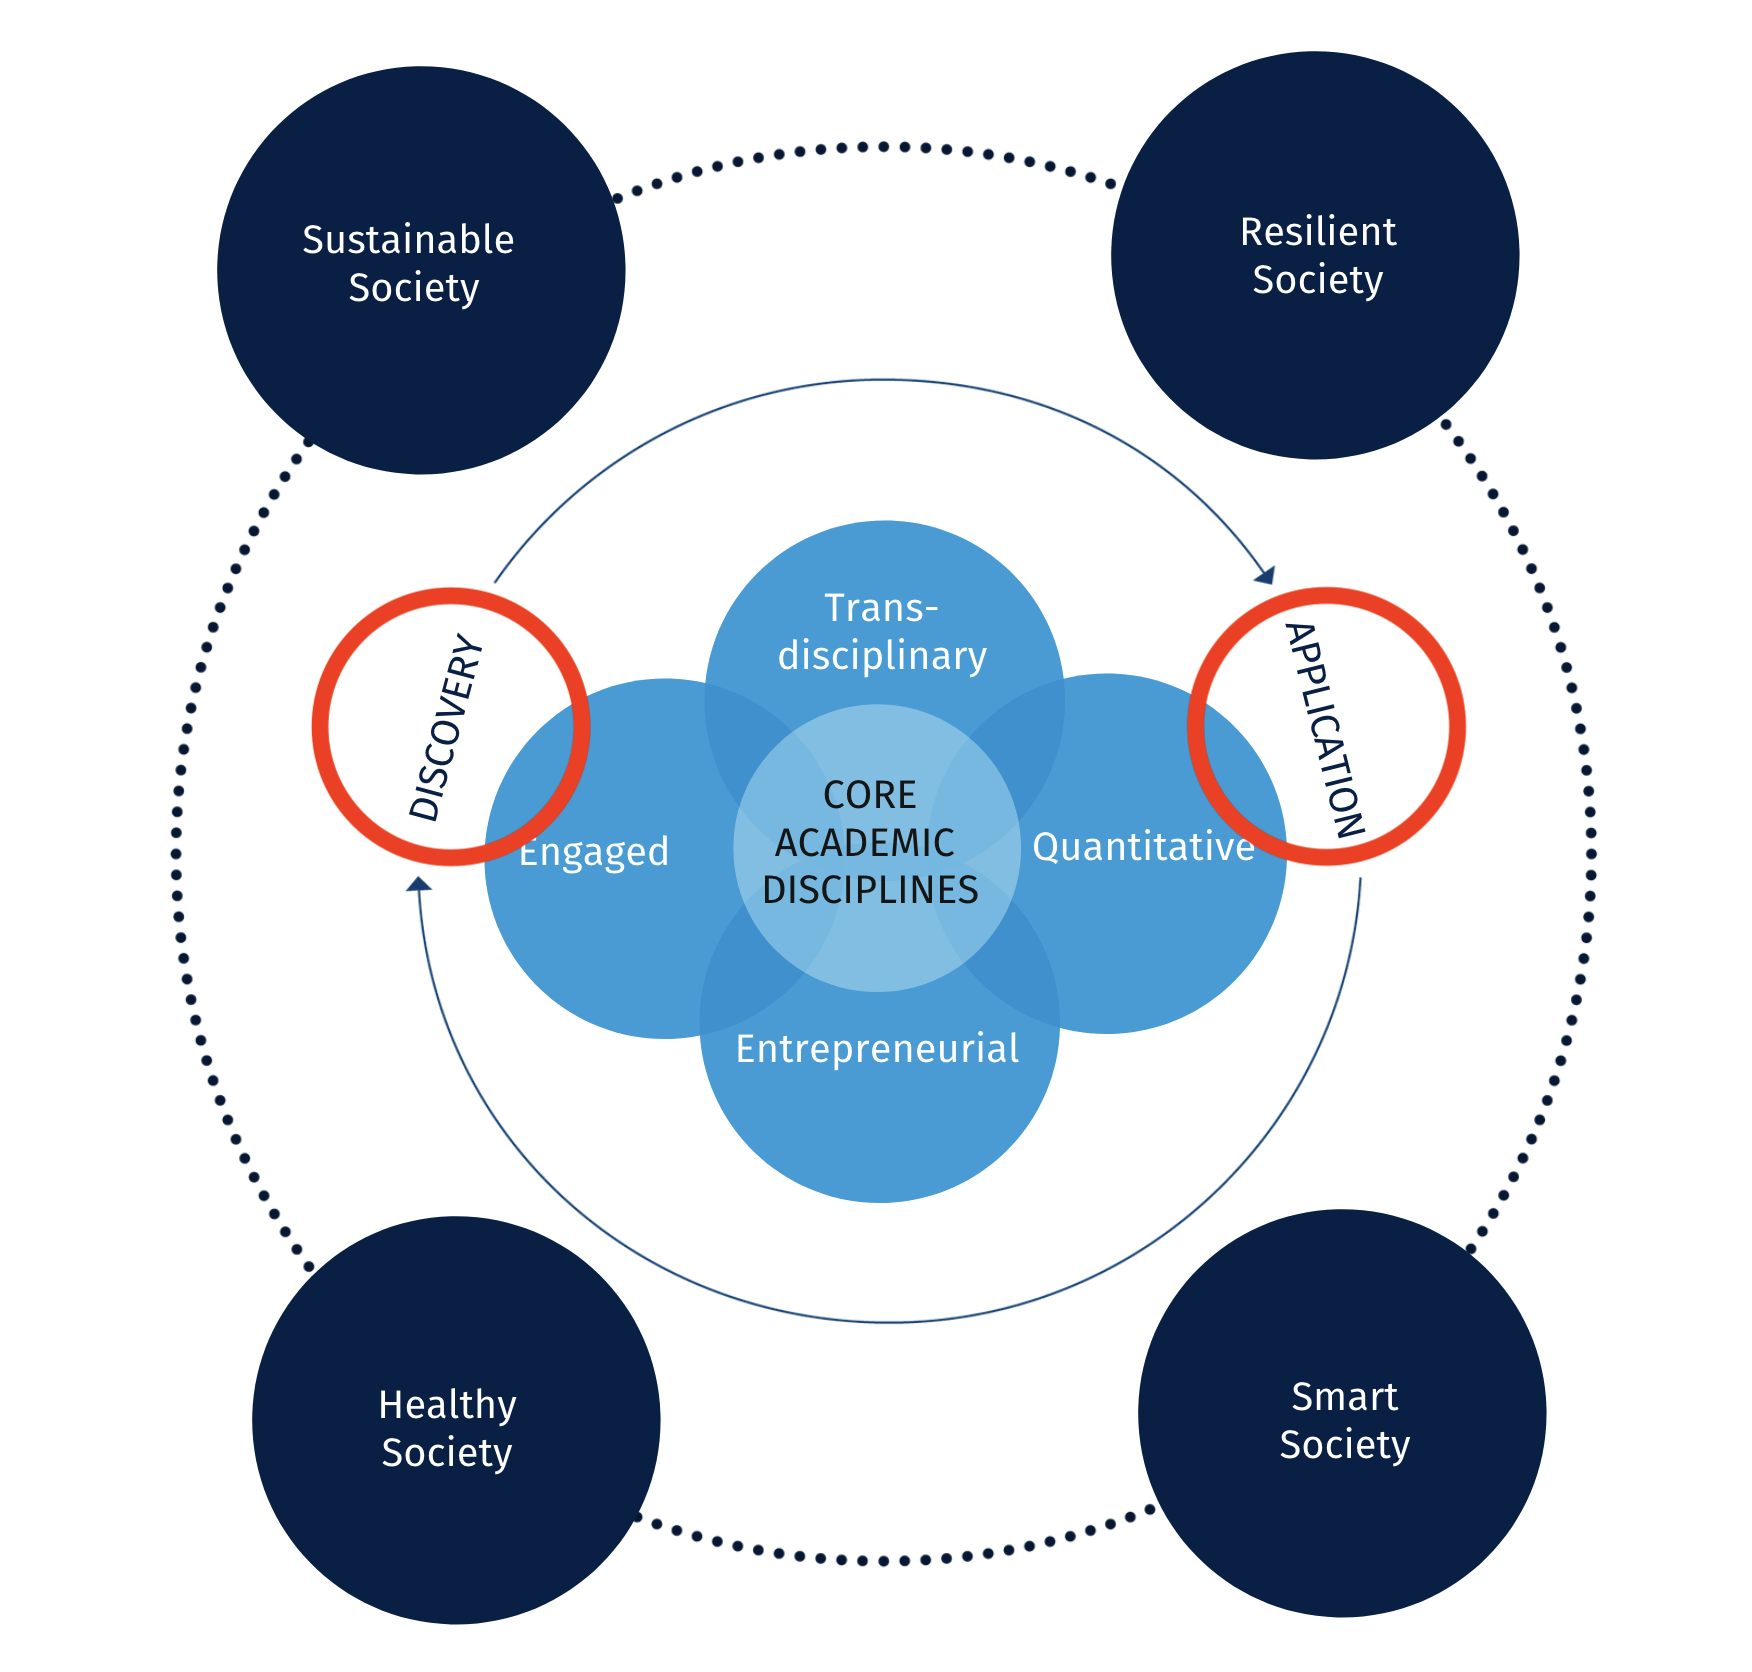 Sustainable
Society
Resilient
Society
Trans-
disciplinary
DISCOVERY
APPLICATION
Engaged
CORE
ACADEMIC
DISCIPLINES
Quantitative
Entrepreneurial
Healthy
Society
Smart
Society